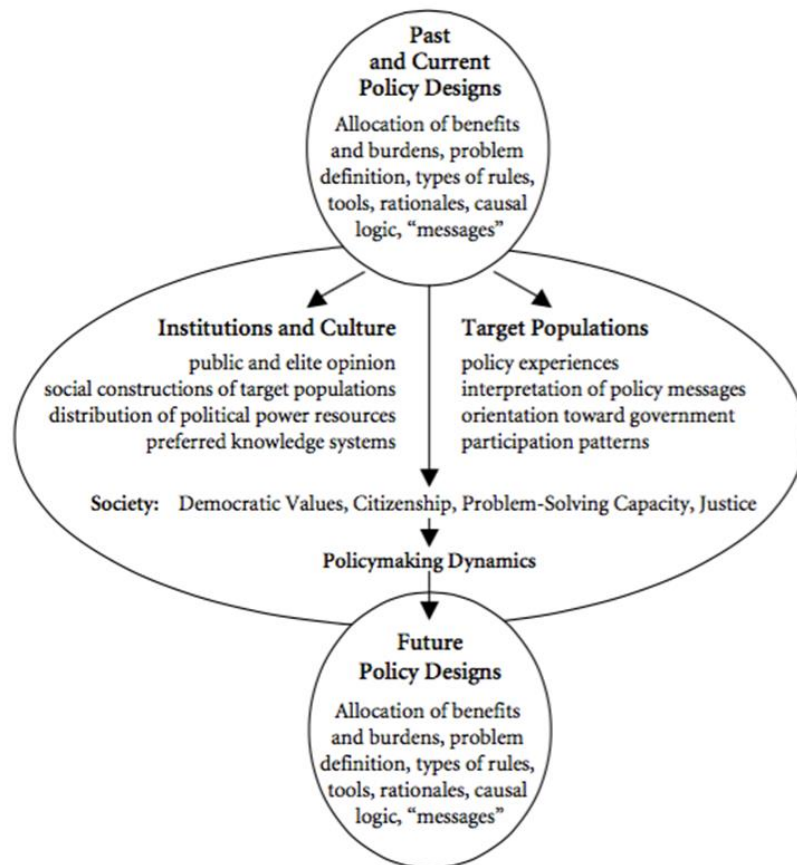 Past
and Current
Policy Designs
Allocation of benefits
and burdens, problem
definition, types of rules,
tools, rationales, causal
logic, “messages”
Institutions and Culture
public and elite opinion
social constructions of target populations
distribution of political power resources
preferred knowledge systems
Target Populations
policy experiences
interpretation of policy messages
orientation toward government
participation patterns
Society: Democratic Values, Citizenship, Problem-Solving Capacity, Justice
Policymaking Dynamics
Future
Policy Designs
Allocation of benefits
and burdens, problem
definition, types of rules,
tools, rationales, causal
logic, “messages”